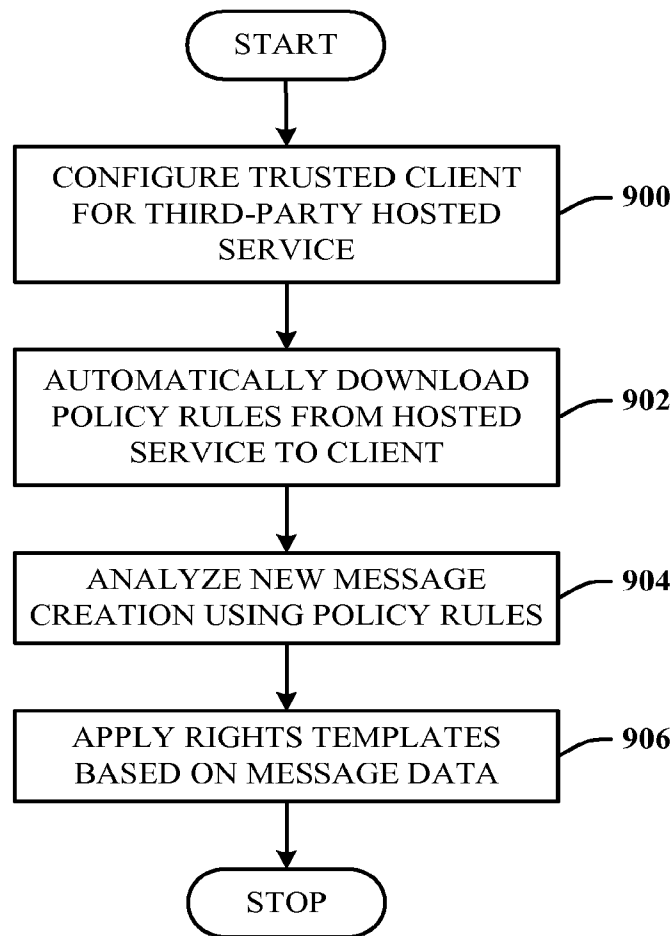 START
CONFIGURE TRUSTED CLIENT
FOR THIRD-PARTY HOSTED
SERVICE
900
AUTOMATICALLY DOWNLOAD
POLICY RULES FROM HOSTED
SERVICE TO CLIENT
902
ANALYZE NEW MESSAGE
CREATION USING POLICY RULES
904
APPLY RIGHTS TEMPLATES
BASED ON MESSAGE DATA
906
STOP